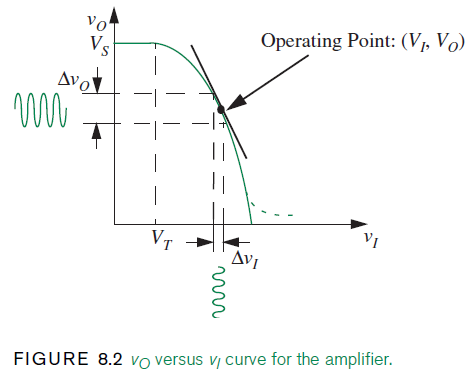 v_O
V_S
Operating Point: (V_I, V_O)
Δv_O
V_T
v_I
Δv_I
FIGURE 8.2 v_O versus v_I curve for the amplifier.